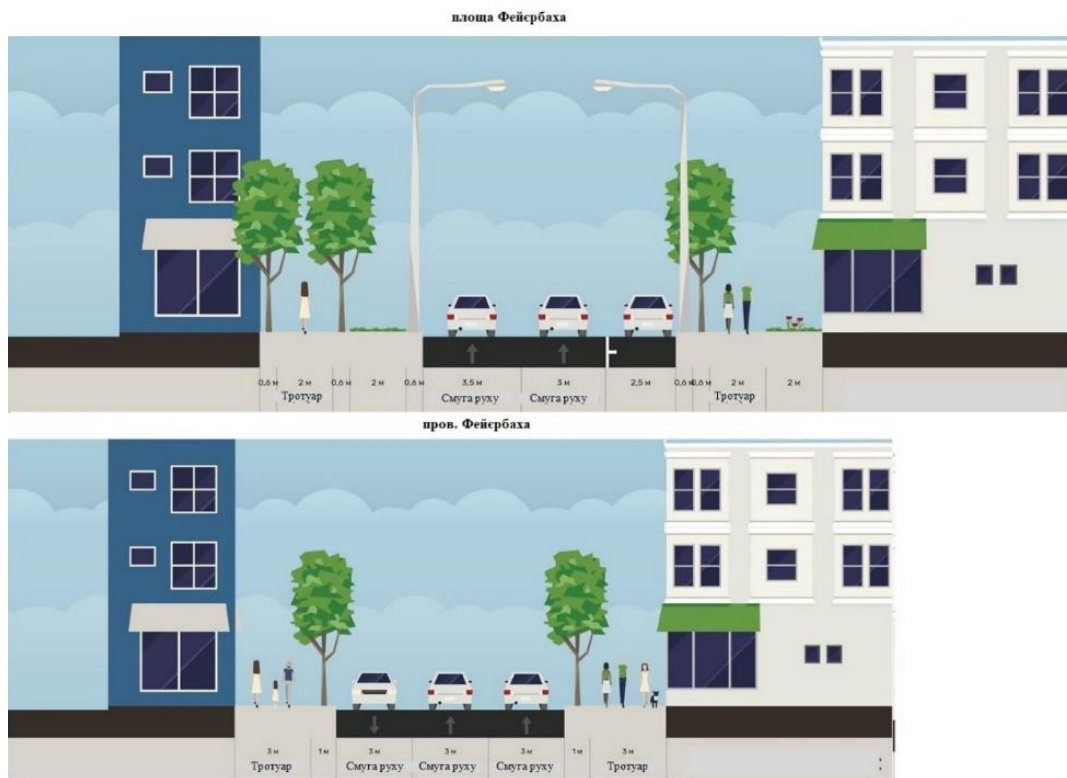 площа Фейєрбаха
0,6 м 2 м 0,6 м 2 м 0,6 м 3,5 м 3 м 2,5 м 0,6 м 0,6 м 2 м 2 м
Тротуар Смуга руху Смуга руху Тротуар
пров. Фейєрбаха
3 м 1 м 3 м 3 м 3 м 1 м 3 м
Тротуар Смуга руху Смуга руху Смуга руху Тротуар